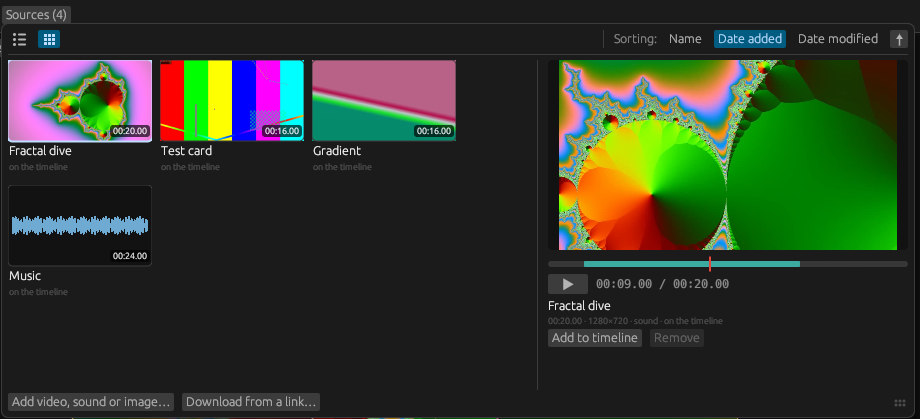 Sources (4)
Sorting: Name Date added Date modified
00:20.00
00:16.00
00:16.00
Fractal dive
on the timeline
Test card
on the timeline
Gradient
on the timeline
00:24.00
Music
on the timeline
00:09.00 / 00:20.00
Fractal dive
00:20.00 · 1280×720 · sound · on the timeline
Add to timeline
Remove
Add video, sound or image...
Download from a link...